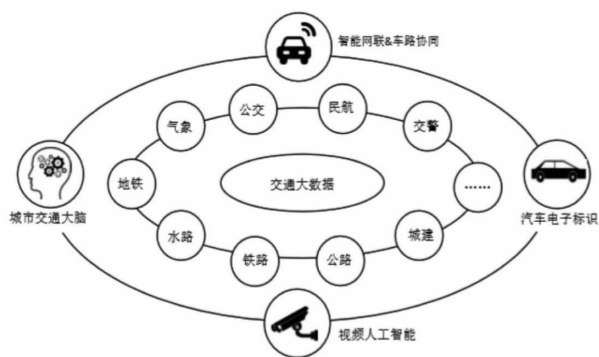 智能网联&车路协同
公交
民航
气象
交警
地铁
交通大数据
……
城市交通大脑
汽车电子标识
水路
城建
铁路
公路
视频人工智能